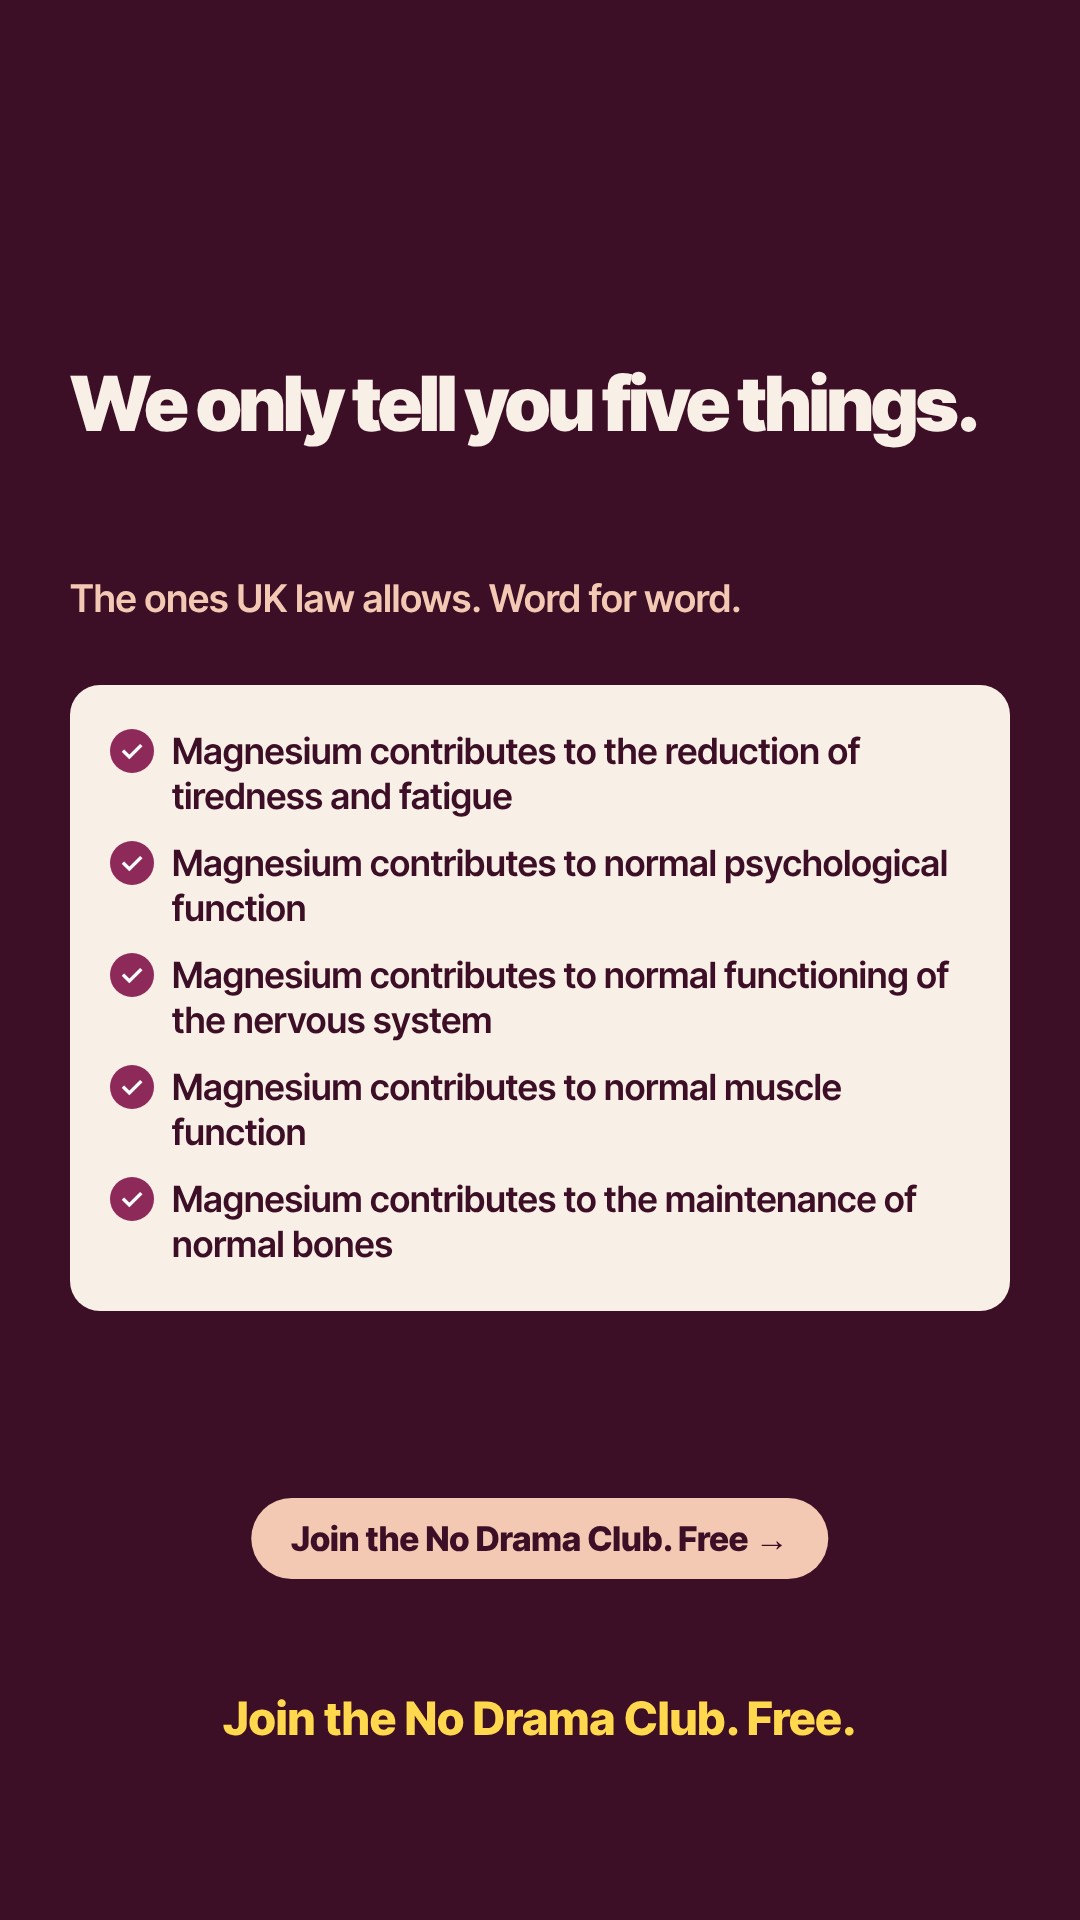 We only tell you five things.
The ones UK law allows. Word for word.
Magnesium contributes to the reduction of
tiredness and fatigue
Magnesium contributes to normal psychological
function
Magnesium contributes to normal functioning of
the nervous system
Magnesium contributes to normal muscle
function
Magnesium contributes to the maintenance of
normal bones
Join the No Drama Club. Free →
Join the No Drama Club. Free.